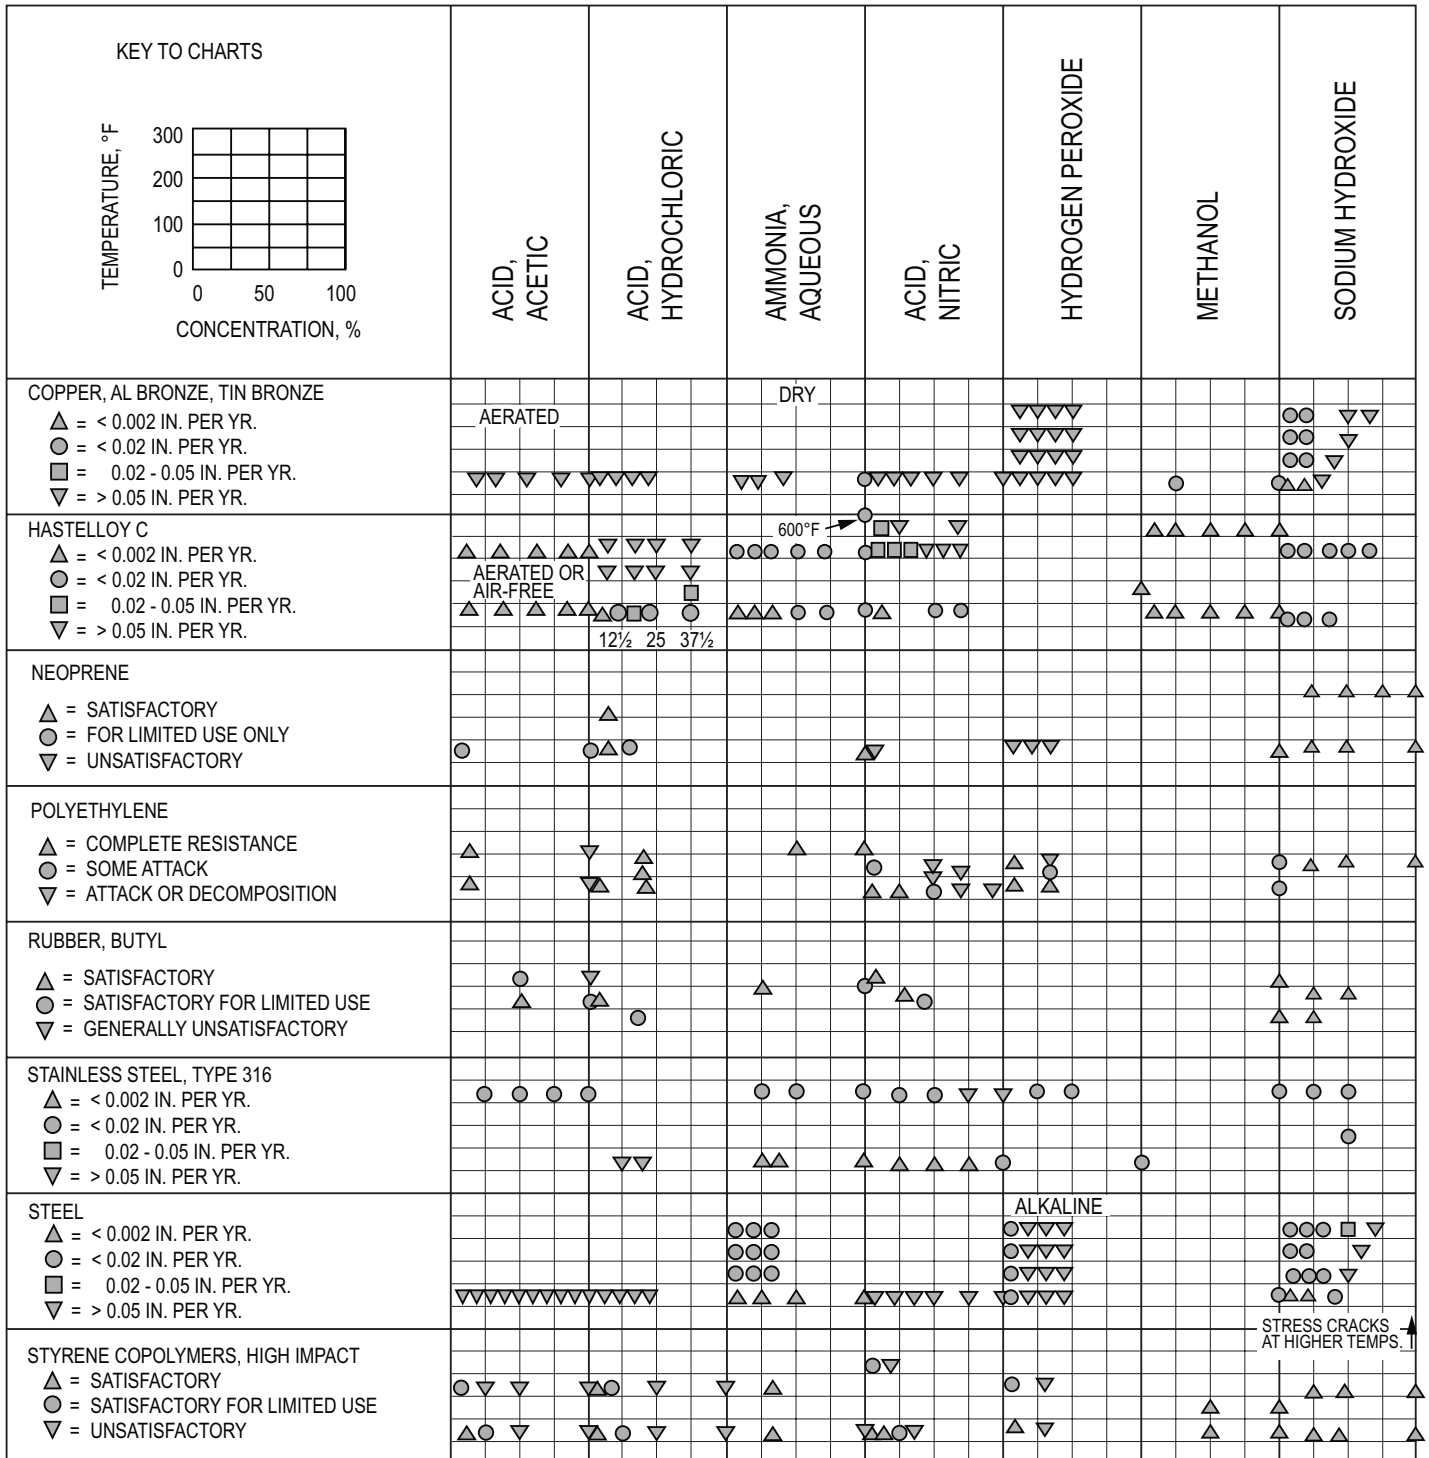 KEY TO CHARTS
TEMPERATURE, °F
300
200
100
0
0 50 100
CONCENTRATION, %
ACID,
ACETIC
ACID,
HYDROCHLORIC
AMMONIA,
AQUEOUS
ACID,
NITRIC
HYDROGEN PEROXIDE
METHANOL
SODIUM HYDROXIDE
COPPER, AL BRONZE, TIN BRONZE
= < 0.002 IN. PER YR.
= < 0.02 IN. PER YR.
= 0.02 - 0.05 IN. PER YR.
= > 0.05 IN. PER YR.
AERATED
DRY
HASTELLOY C
= < 0.002 IN. PER YR.
= < 0.02 IN. PER YR.
= 0.02 - 0.05 IN. PER YR.
= > 0.05 IN. PER YR.
AERATED OR
AIR-FREE
12½ 25 37½
600°F
NEOPRENE
= SATISFACTORY
= FOR LIMITED USE ONLY
= UNSATISFACTORY
POLYETHYLENE
= COMPLETE RESISTANCE
= SOME ATTACK
= ATTACK OR DECOMPOSITION
RUBBER, BUTYL
= SATISFACTORY
= SATISFACTORY FOR LIMITED USE
= GENERALLY UNSATISFACTORY
STAINLESS STEEL, TYPE 316
= < 0.002 IN. PER YR.
= < 0.02 IN. PER YR.
= 0.02 - 0.05 IN. PER YR.
= > 0.05 IN. PER YR.
STEEL
= < 0.002 IN. PER YR.
= < 0.02 IN. PER YR.
= 0.02 - 0.05 IN. PER YR.
= > 0.05 IN. PER YR.
ALKALINE
STRESS CRACKS
AT HIGHER TEMPS.
STYRENE COPOLYMERS, HIGH IMPACT
= SATISFACTORY
= SATISFACTORY FOR LIMITED USE
= UNSATISFACTORY